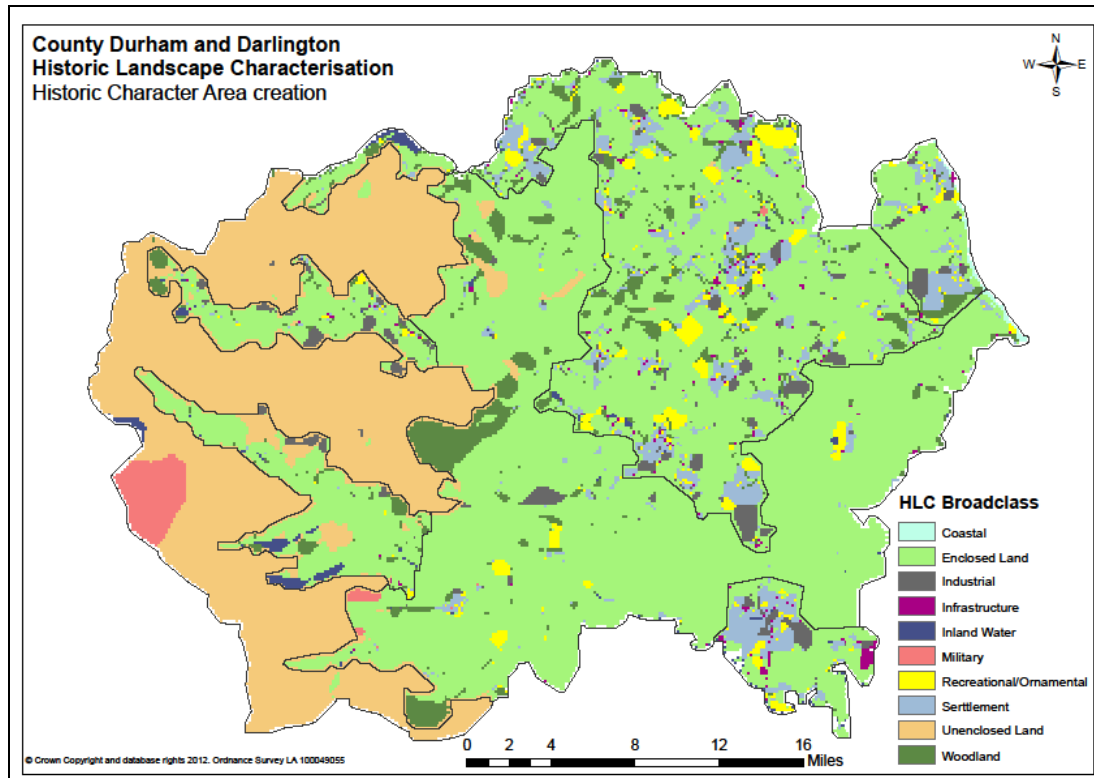 County Durham and Darlington
Historic Landscape Characterisation
Historic Character Area creation
N
W E
S
HLC Broadclass
Coastal
Enclosed Land
Industrial
Infrastructure
Inland Water
Military
Recreational/Ornamental
Serttlement
Unenclosed Land
Woodland
0 2 4 8 12 16
Miles
© Crown Copyright and database rights 2012. Ordnance Survey LA 100049055